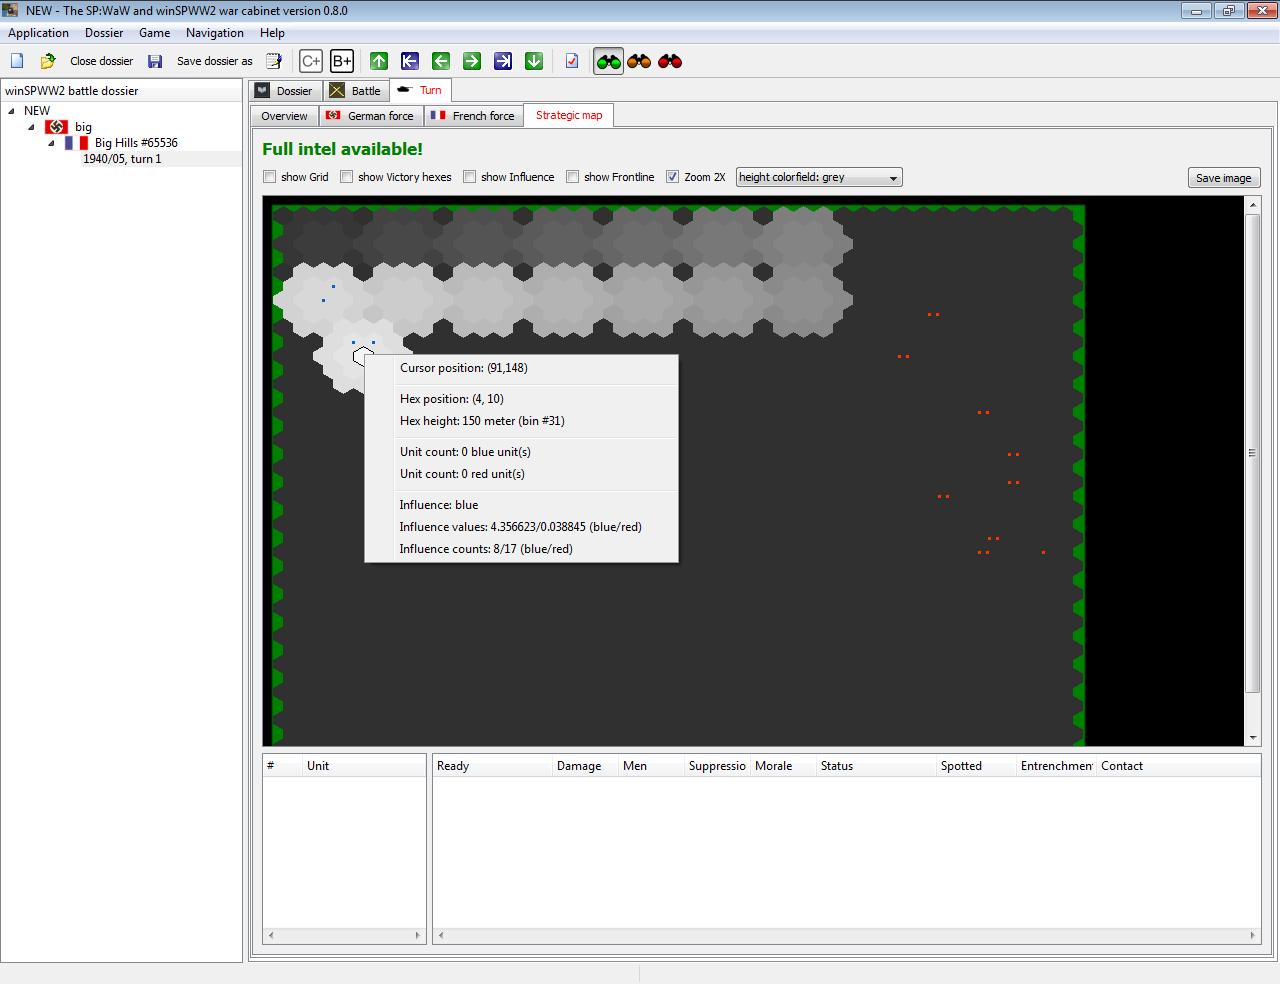 NEW - The SP:WaW and winSPWW2 war cabinet version 0.8.0
Application Dossier Game Navigation Help
Close dossier Save dossier as C+ B+
winSPWW2 battle dossier
NEW
big
Big Hills #65536
1940/05, turn 1
Dossier Battle Turn
Overview German force French force Strategic map
Full intel available!
show Grid show Victory hexes show Influence show Frontline Zoom 2X height colorfield: grey Save image
Cursor position: (91,148)
Hex position: (4, 10)
Hex height: 150 meter (bin #31)
Unit count: 0 blue unit(s)
Unit count: 0 red unit(s)
Influence: blue
Influence values: 4.356623/0.038845 (blue/red)
Influence counts: 8/17 (blue/red)
# Unit Ready Damage Men Suppressio Morale Status Spotted Entrenchmen Contact